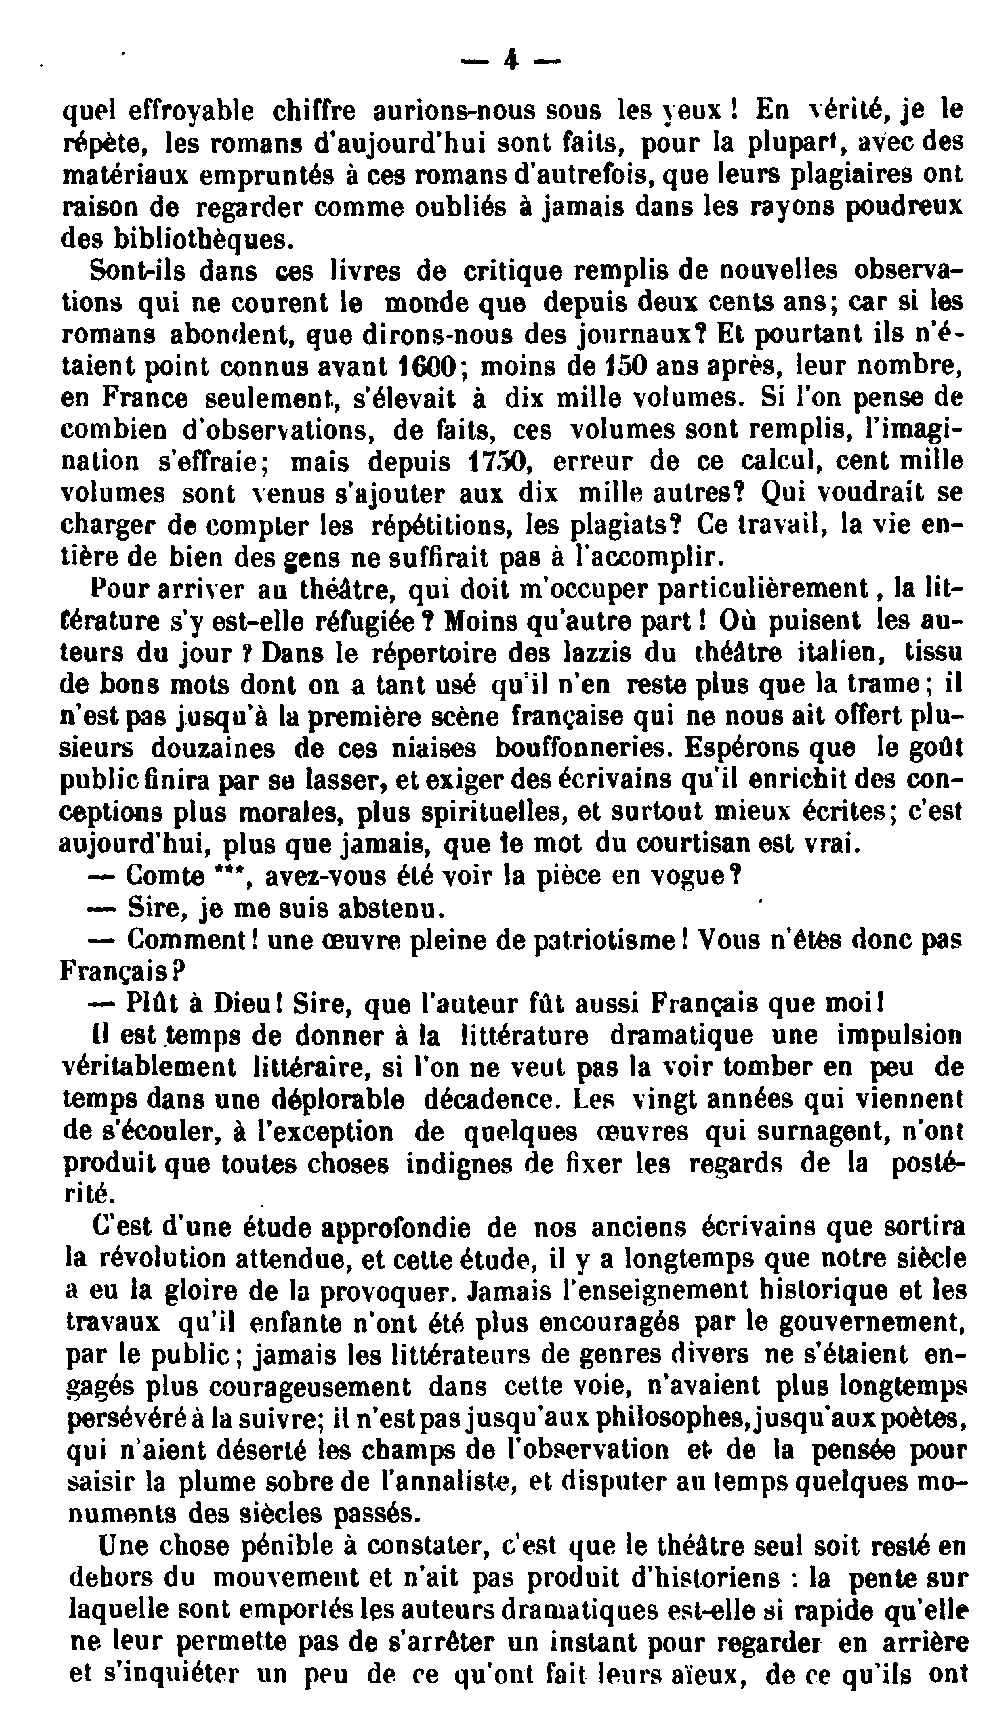 — 4 —
quel effroyable chiffre aurions-nous sous les yeux ! En vérité, je le
répète, les romans d'aujourd'hui sont faits, pour la plupart, avec des
matériaux empruntés à ces romans d'autrefois, que leurs plagiaires ont
raison de regarder comme oubliés à jamais dans les rayons poudreux
des bibliothèques.
Sont-ils dans ces livres de critique remplis de nouvelles observa-
tions qui ne courent le monde que depuis deux cents ans; car si les
romans abondent, que dirons-nous des journaux? Et pourtant ils n'é-
taient point connus avant 1600; moins de 150 ans après, leur nombre,
en France seulement, s'élevait à dix mille volumes. Si l'on pense de
combien d'observations, de faits, ces volumes sont remplis, l'imagi-
nation s'effraie; mais depuis 1750, erreur de ce calcul, cent mille
volumes sont venus s'ajouter aux dix mille autres? Qui voudrait se
charger de compter les répétitions, les plagiats? Ce travail, la vie en-
tière de bien des gens ne suffirait pas à l'accomplir.
Pour arriver au théâtre, qui doit m'occuper particulièrement, la lit-
térature s'y est-elle réfugiée ? Moins qu'autre part ! Où puisent les au-
teurs du jour ? Dans le répertoire des lazzis du théâtre italien, tissu
de bons mots dont on a tant usé qu'il n'en reste plus que la trame; il
n'est pas jusqu'à la première scène française qui ne nous ait offert plu-
sieurs douzaines de ces niaises bouffonneries. Espérons que le goût
public finira par se lasser, et exiger des écrivains qu'il enrichit des con-
ceptions plus morales, plus spirituelles, et surtout mieux écrites; c'est
aujourd'hui, plus que jamais, que le mot du courtisan est vrai.
— Comte ***, avez-vous été voir la pièce en vogue?
— Sire, je me suis abstenu.
— Comment ! une œuvre pleine de patriotisme ! Vous n'êtes donc pas
Français?
— Plût à Dieu! Sire, que l'auteur fût aussi Français que moi!
Il est temps de donner à la littérature dramatique une impulsion
véritablement littéraire, si l'on ne veut pas la voir tomber en peu de
temps dans une déplorable décadence. Les vingt années qui viennent
de s'écouler, à l'exception de quelques œuvres qui surnagent, n'ont
produit que toutes choses indignes de fixer les regards de la posté-
rité.
C'est d'une étude approfondie de nos anciens écrivains que sortira
la révolution attendue, et cette étude, il y a longtemps que notre siècle
a eu la gloire de la provoquer. Jamais l'enseignement historique et les
travaux qu'il enfante n'ont été plus encouragés par le gouvernement,
par le public; jamais les littérateurs de genres divers ne s'étaient en-
gagés plus courageusement dans cette voie, n'avaient plus longtemps
persévéré à la suivre; il n'est pas jusqu'aux philosophes, jusqu'aux poètes,
qui n'aient déserté les champs de l'observation et de la pensée pour
saisir la plume sobre de l'annaliste, et disputer au temps quelques mo-
numents des siècles passés.
Une chose pénible à constater, c'est que le théâtre seul soit resté en
dehors du mouvement et n'ait pas produit d'historiens : la pente sur
laquelle sont emportés les auteurs dramatiques est-elle si rapide qu'elle
ne leur permette pas de s'arrêter un instant pour regarder en arrière
et s'inquiéter un peu de ce qu'ont fait leurs aïeux, de ce qu'ils ont